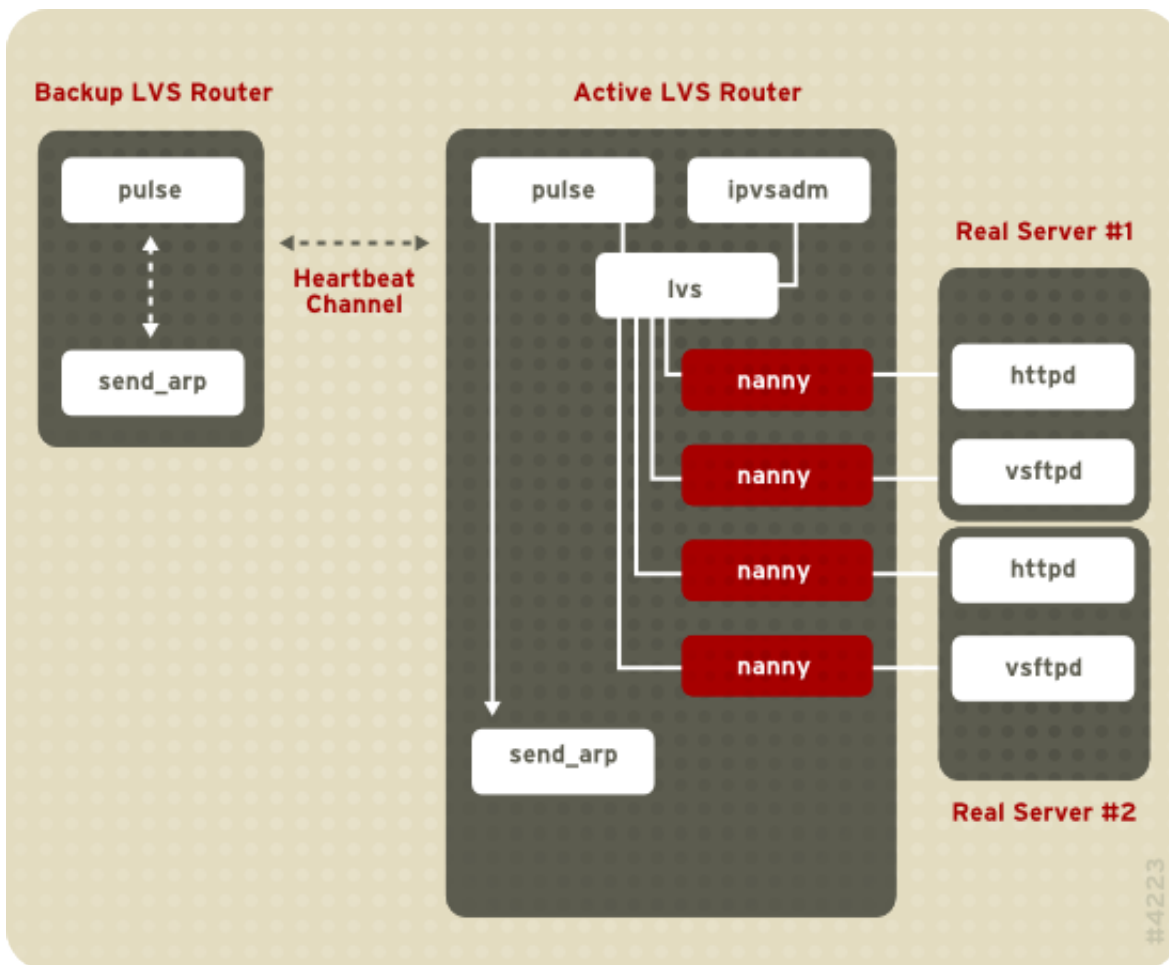 Backup LVS Router
pulse
send_arp
Heartbeat
Channel
Active LVS Router
pulse
ipvsadm
lvs
nanny
nanny
nanny
nanny
send_arp
Real Server #1
httpd
vsftpd
httpd
vsftpd
Real Server #2
#4223